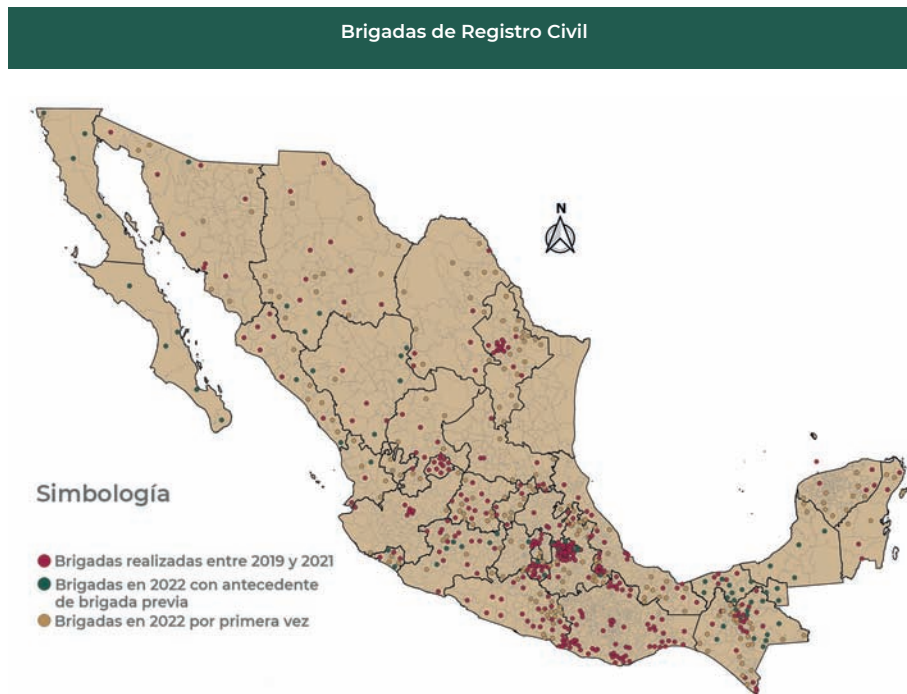 Brigadas de Registro Civil
N
Simbología
Brigadas realizadas entre 2019 y 2021
Brigadas en 2022 con antecedente
de brigada previa
Brigadas en 2022 por primera vez